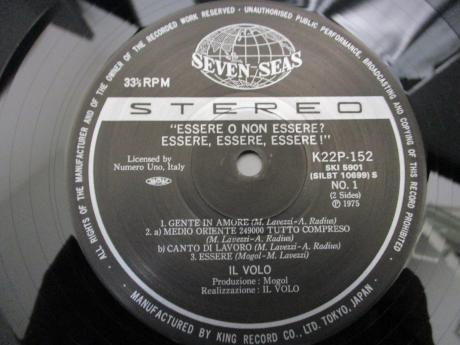 ALL RIGHTS OF THE MANUFACTURER AND OF THE OWNER OF THE RECORDED WORK RESERVED · UNAUTHORISED PUBLIC PERFORMANCE, BROADCASTING AND COPYING OF THIS RECORD PROHIBITED ·
SEVEN-SEAS
33⅓ RPM
STEREO
"ESSERE O NON ESSERE?
ESSERE, ESSERE, ESSERE!"
Licensed by
Numero Uno, Italy
K22P-152
SKI 5901
(SILST 10699) S
NO. 1
(2 Sides)
Ⓟ 1975
1. GENTE IN AMORE (M. Lavezzi-A. Radius)
2. a) MEDIO ORIENTE 249000 TUTTO COMPRESO
(M. Lavezzi-A. Radius)
b) CANTO DI LAVORO (M. Lavezzi-A. Radius)
3. ESSERE (Mogol-M. Lavezzi)
IL VOLO
Produzione : Mogol
Realizzazione : IL VOLO
MANUFACTURED BY KING RECORD CO., LTD. TOKYO, JAPAN.